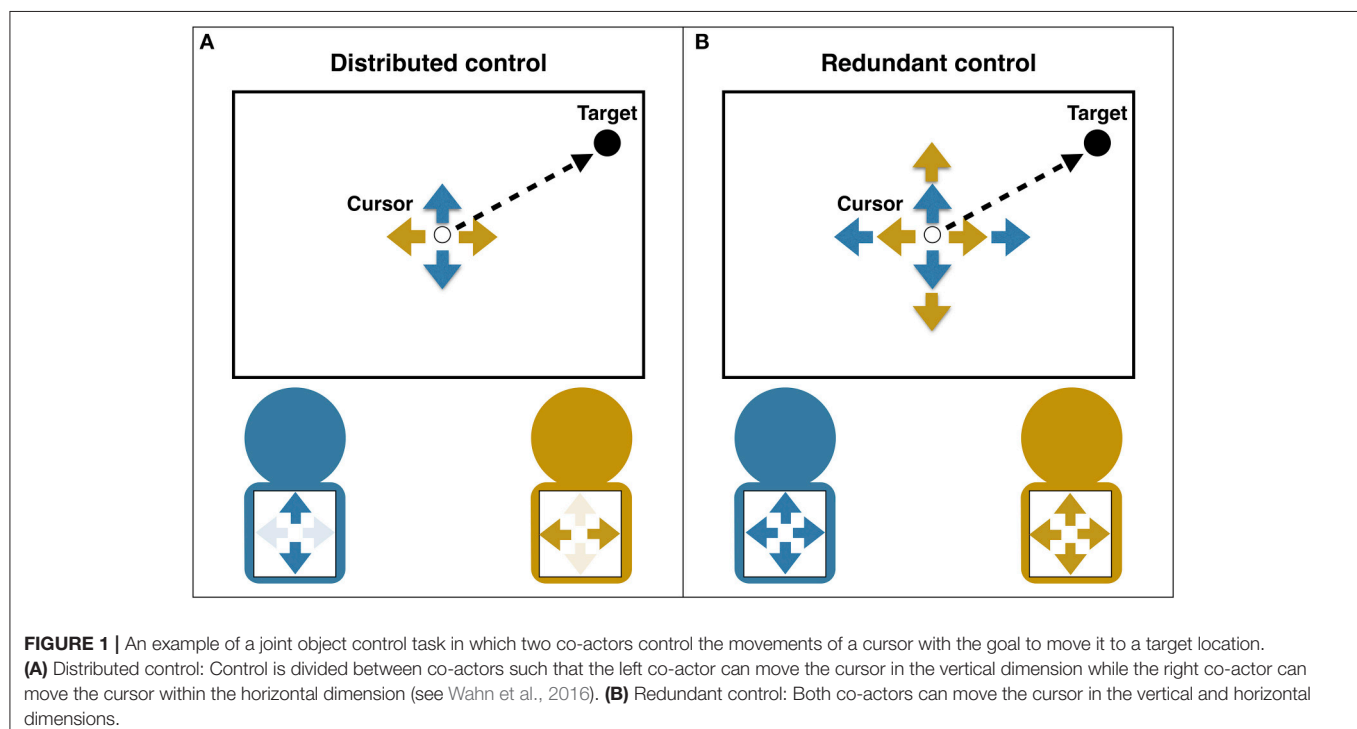 A
Distributed control
Target
Cursor
B
Redundant control
Target
Cursor
FIGURE 1 | An example of a joint object control task in which two co-actors control the movements of a cursor with the goal to move it to a target location.
(A) Distributed control: Control is divided between co-actors such that the left co-actor can move the cursor in the vertical dimension while the right co-actor can
move the cursor within the horizontal dimension (see Wahn et al., 2016). (B) Redundant control: Both co-actors can move the cursor in the vertical and horizontal
dimensions.